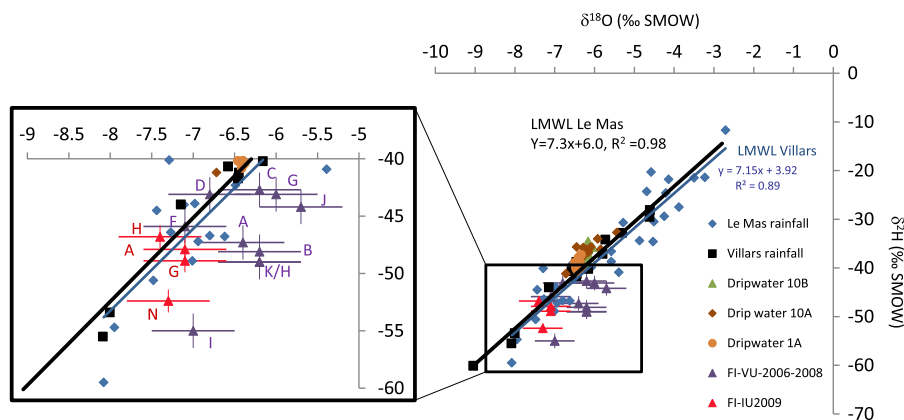 δ18O (‰ SMOW)
-10 -9 -8 -7 -6 -5 -4 -3 -2 -1 0
0
-10
-20
-30
-40
-50
-60
-70
δ2H (‰ SMOW)
LMWL Le Mas
Y=7.3x+6.0, R2 =0.98
LMWL Villars
y = 7.15x + 3.92
R2 = 0.89
Le Mas rainfall
Villars rainfall
Dripwater 10B
Drip water 10A
Dripwater 1A
FI-VU-2006-2008
FI-IU2009
-9 -8.5 -8 -7.5 -7 -6.5 -6 -5.5 -5
-40
-45
-50
-55
-60
D
C
G
J
F
H
A
A
B
G
K/H
N
I